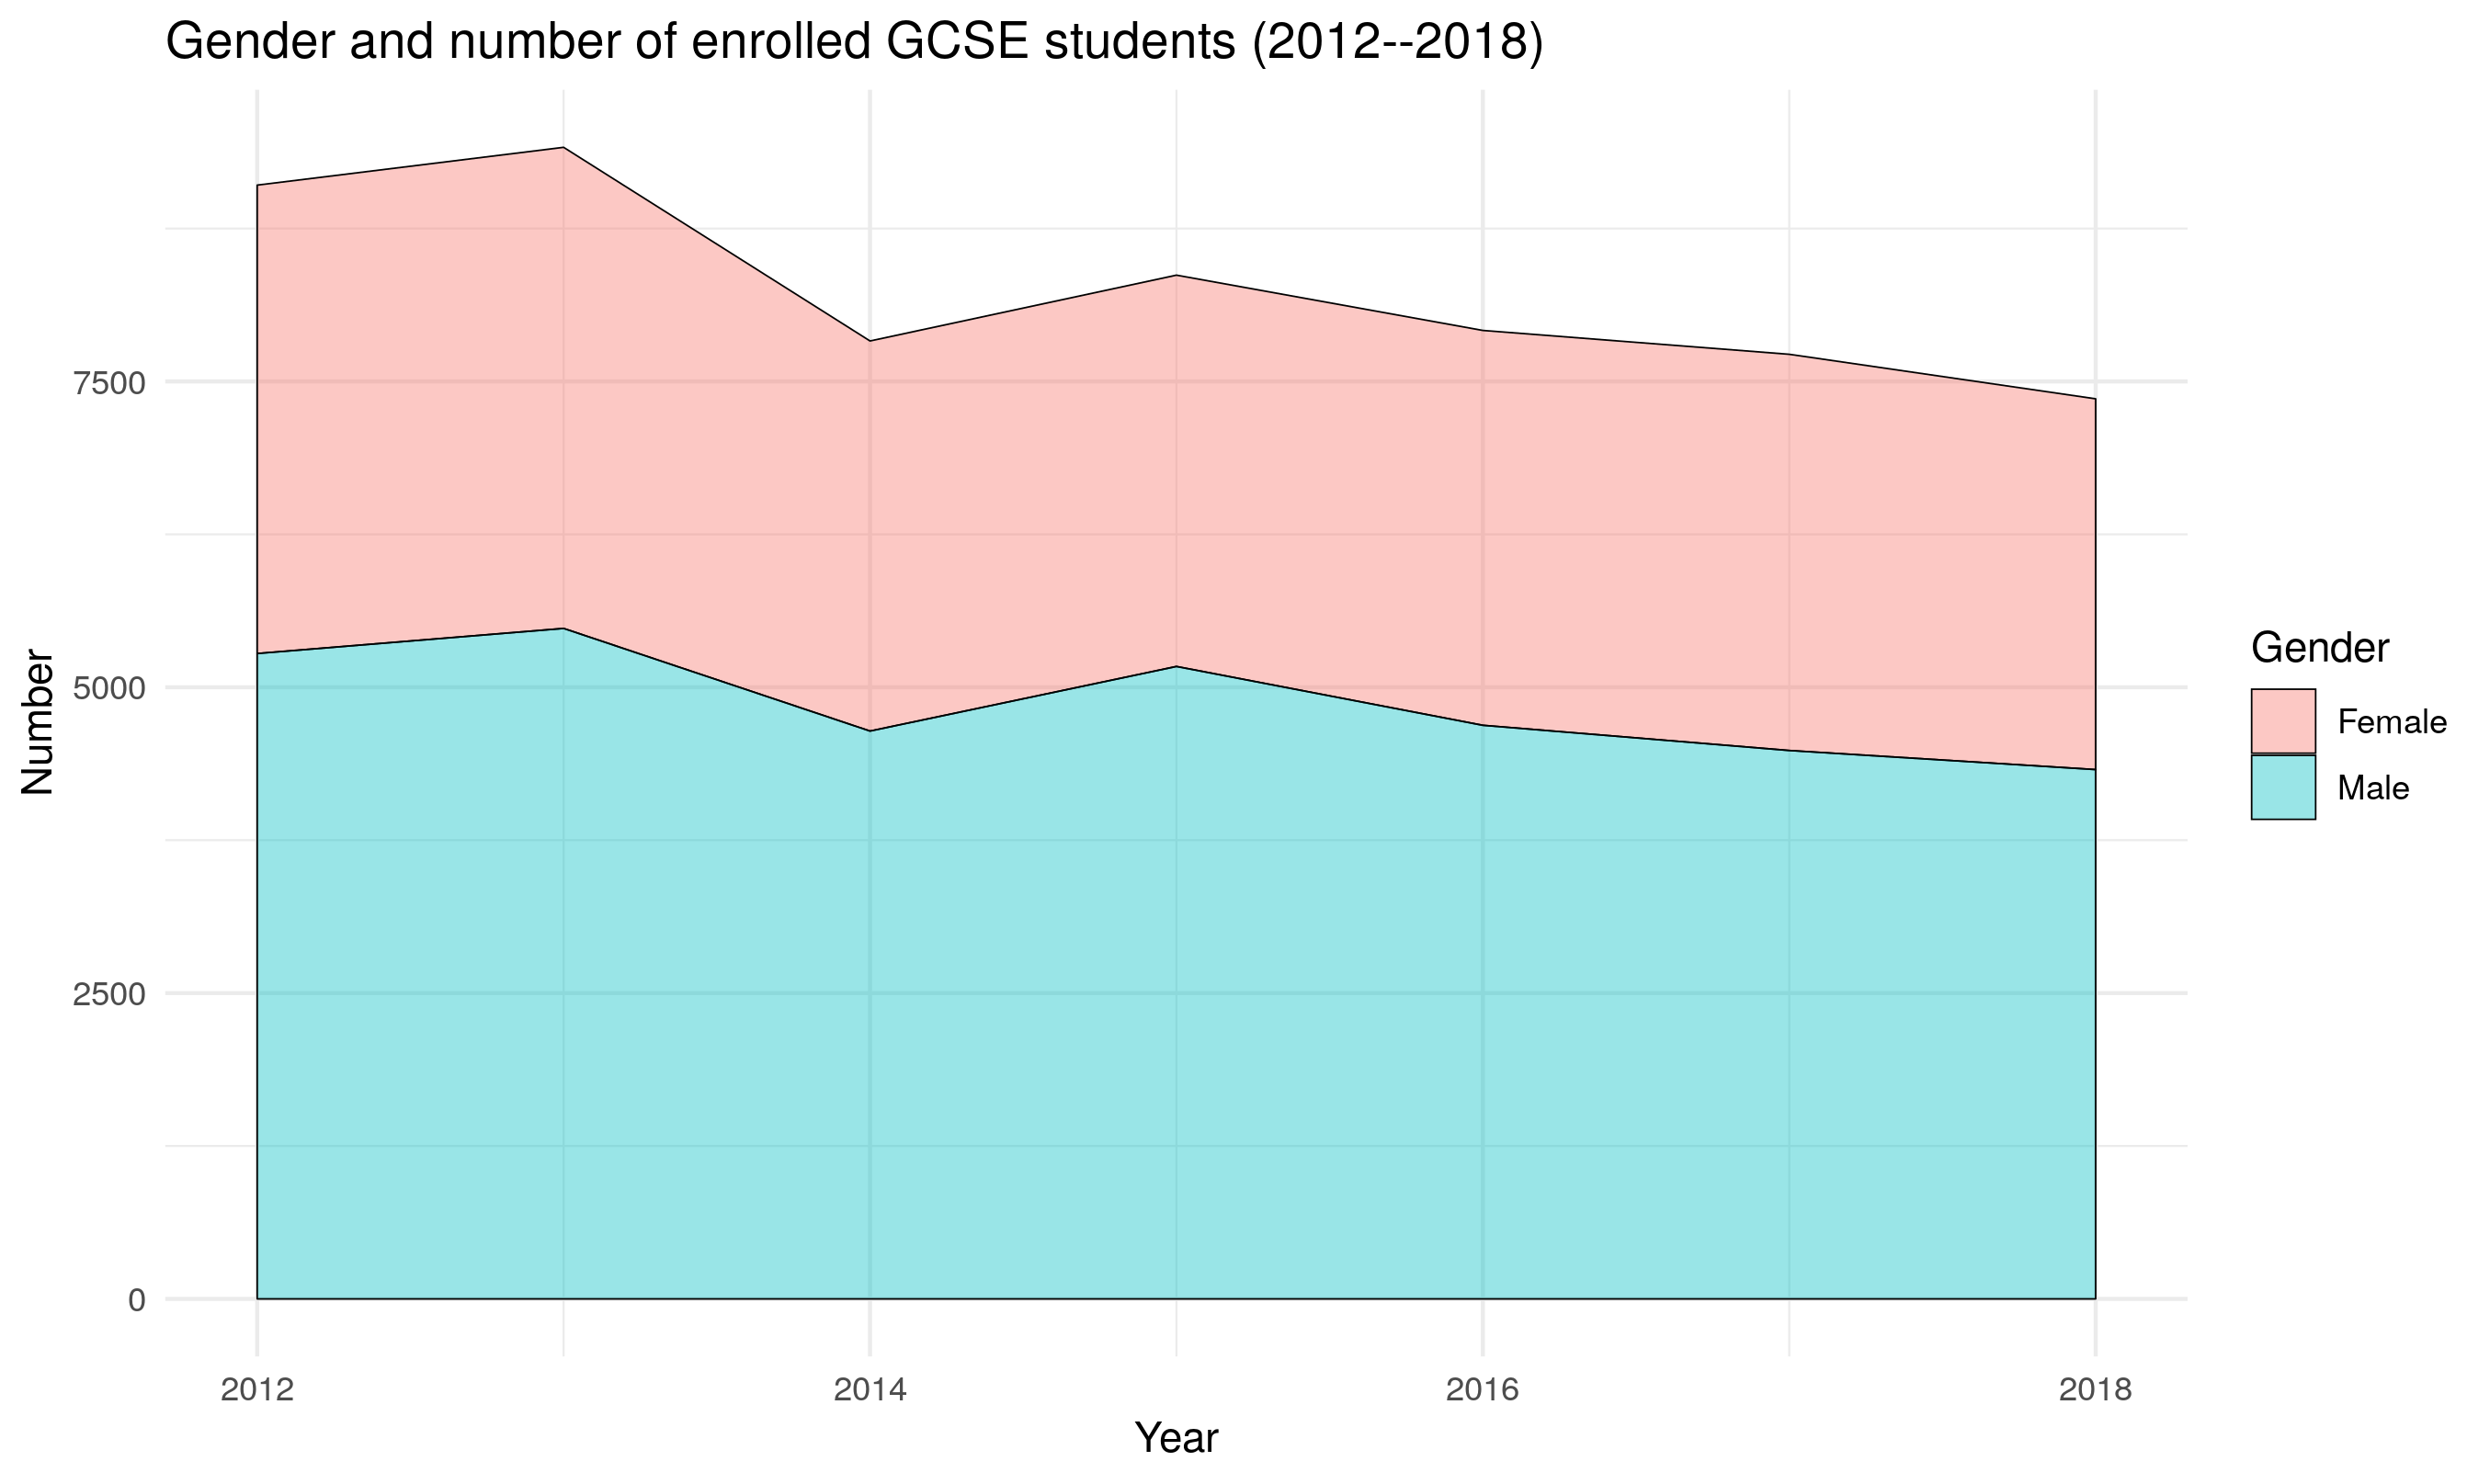 Gender and number of enrolled GCSE students (2012--2018)
7500
5000
2500
0
Number
2012 2014 2016 2018
Year
Gender
Female
Male